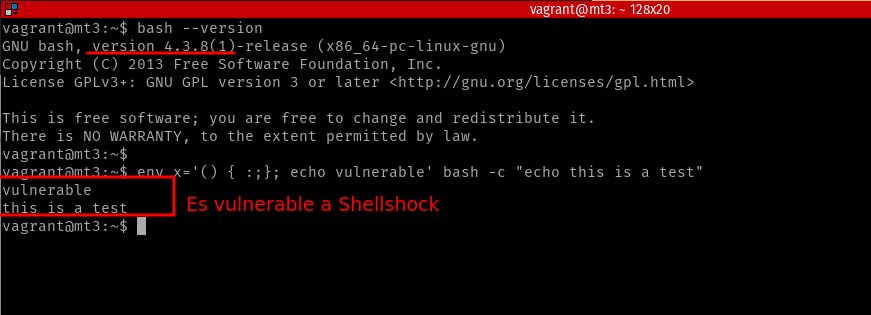 vagrant@mt3: ~ 128x20
vagrant@mt3:~$ bash --version
GNU bash, version 4.3.8(1)-release (x86_64-pc-linux-gnu)
Copyright (C) 2013 Free Software Foundation, Inc.
License GPLv3+: GNU GPL version 3 or later <http://gnu.org/licenses/gpl.html>

This is free software; you are free to change and redistribute it.
There is NO WARRANTY, to the extent permitted by law.
vagrant@mt3:~$
vagrant@mt3:~$ env x='() { :;}; echo vulnerable' bash -c "echo this is a test"
vulnerable
this is a test
Es vulnerable a Shellshock
vagrant@mt3:~$